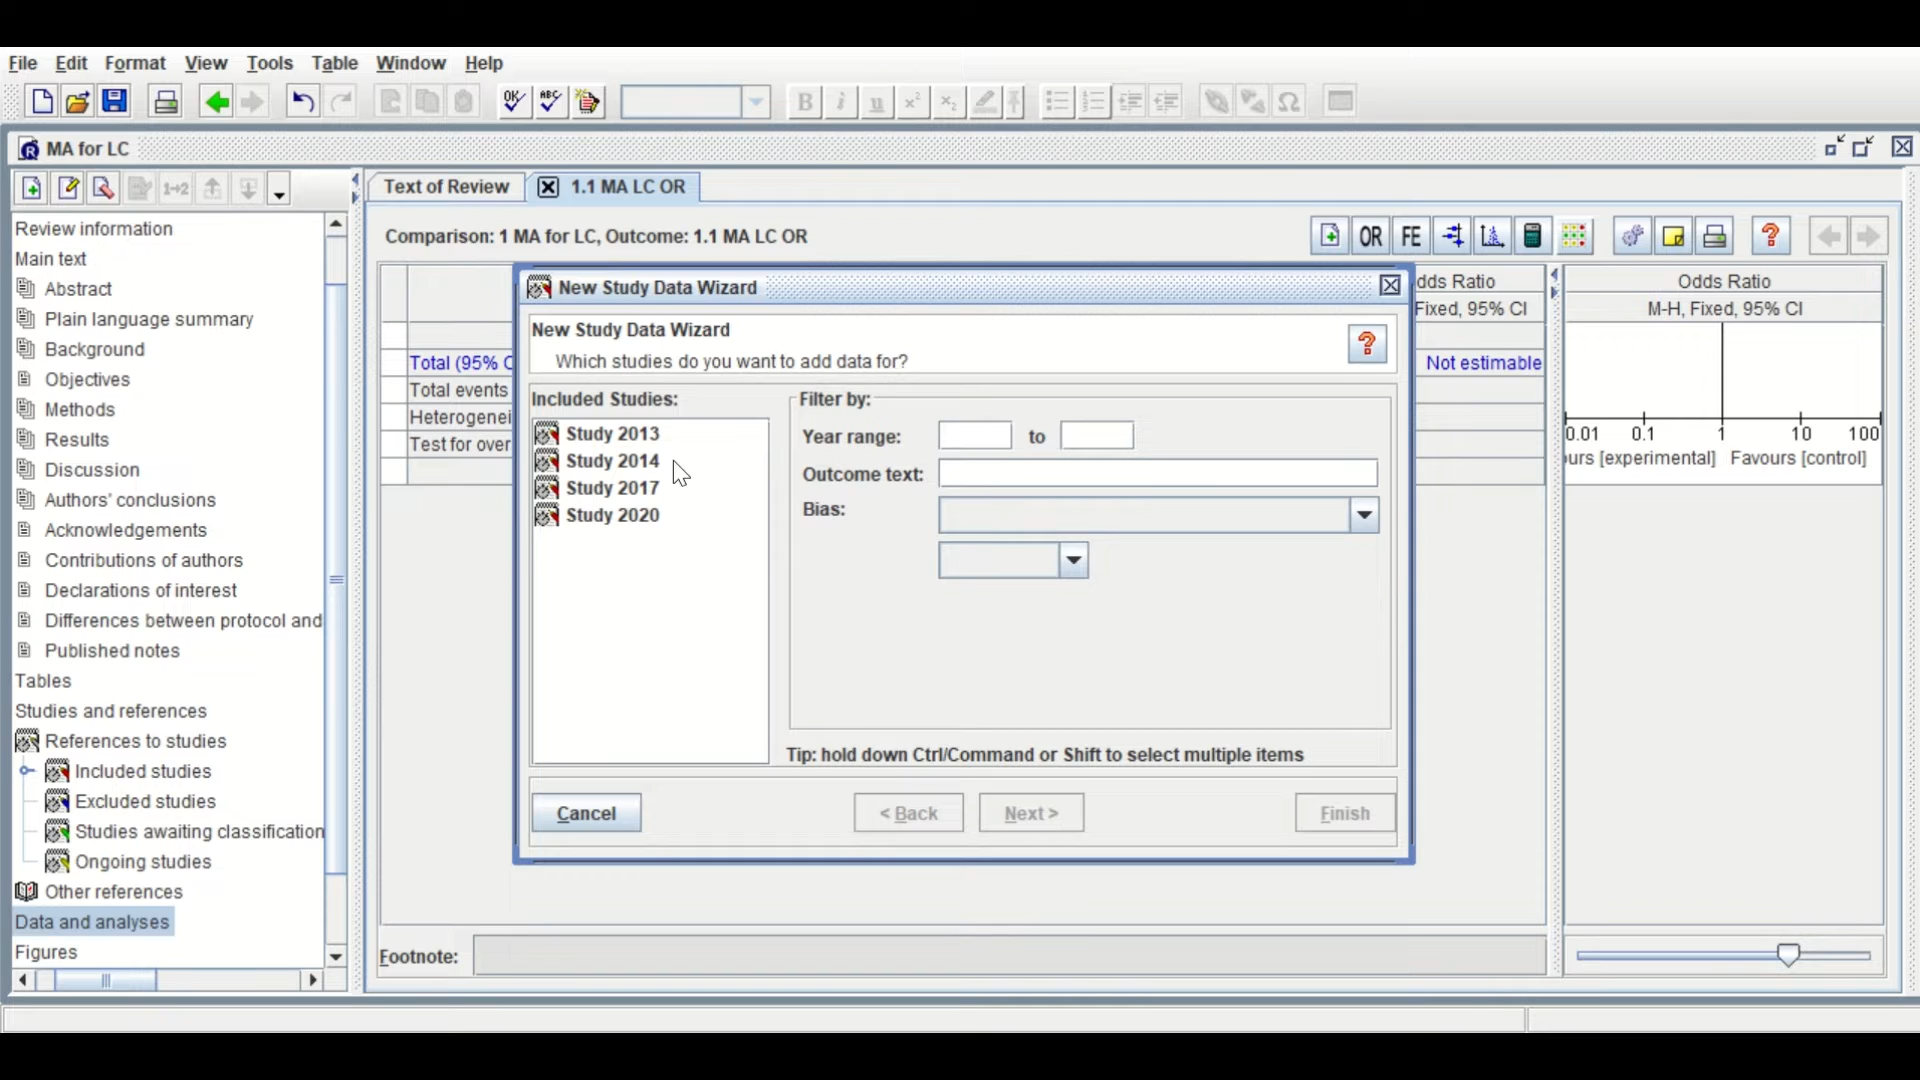 File Edit Format View Tools Table Window Help
OK ABC B i u x² x₂ Ω
MA for LC
1→2
Text of Review 1.1 MA LC OR
Comparison: 1 MA for LC, Outcome: 1.1 MA LC OR
OR FE ?
Review information
Main text
Abstract
Plain language summary
Background
Objectives
Methods
Results
Discussion
Authors' conclusions
Acknowledgements
Contributions of authors
Declarations of interest
Differences between protocol and
Published notes
Tables
Studies and references
References to studies
Included studies
Excluded studies
Studies awaiting classification
Ongoing studies
Other references
Data and analyses
Figures
Total (95% C
Total events
Heterogenei
Test for over
New Study Data Wizard
New Study Data Wizard
Which studies do you want to add data for?
?
Included Studies:
Study 2013
Study 2014
Study 2017
Study 2020
Filter by:
Year range: to
Outcome text:
Bias:
Tip: hold down Ctrl/Command or Shift to select multiple items
Cancel < Back Next > Finish
dds Ratio
Fixed, 95% CI
Not estimable
Odds Ratio
M-H, Fixed, 95% CI
0.01 0.1 1 10 100
urs [experimental] Favours [control]
Footnote: